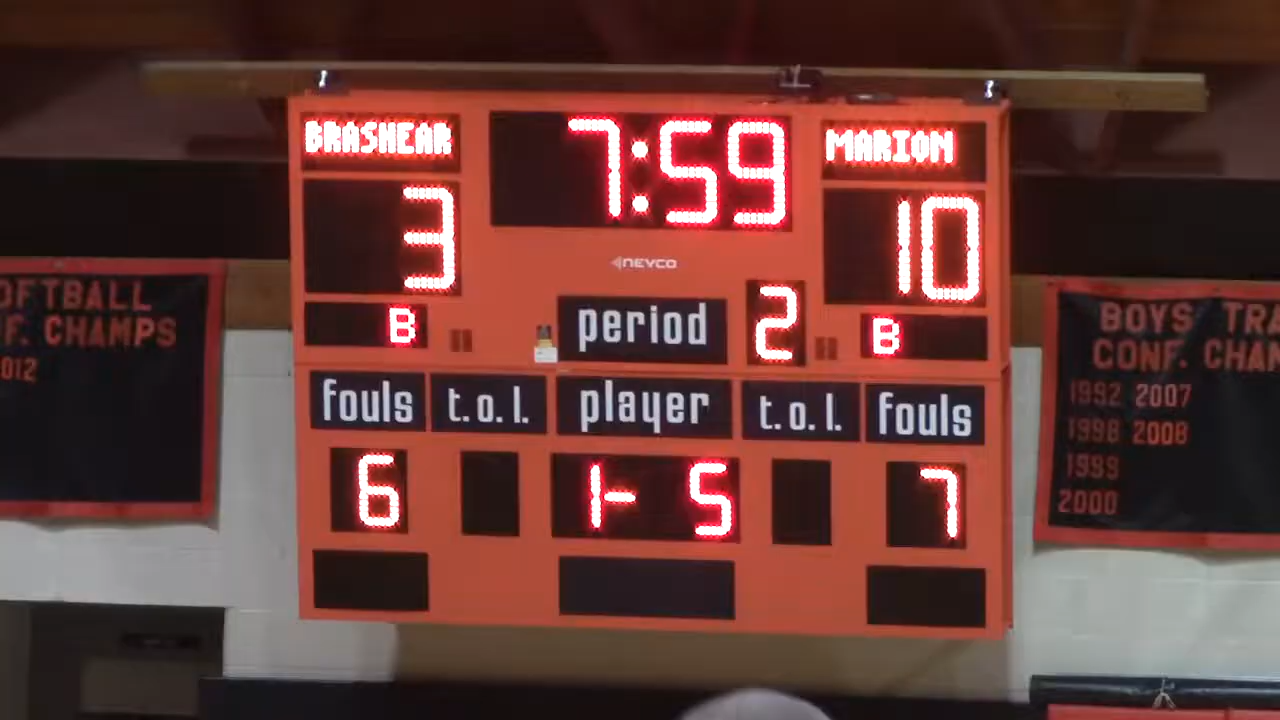 BRASHEAR 7:59 MARION
3 10
NEVCO
B period 2 B
fouls t.o.l. player t.o.l. fouls
6 1- 5 7
OFTBALL
F. CHAMPS
012
BOYS TRA
CONF. CHAM
1992 2007
1998 2008
1999
2000